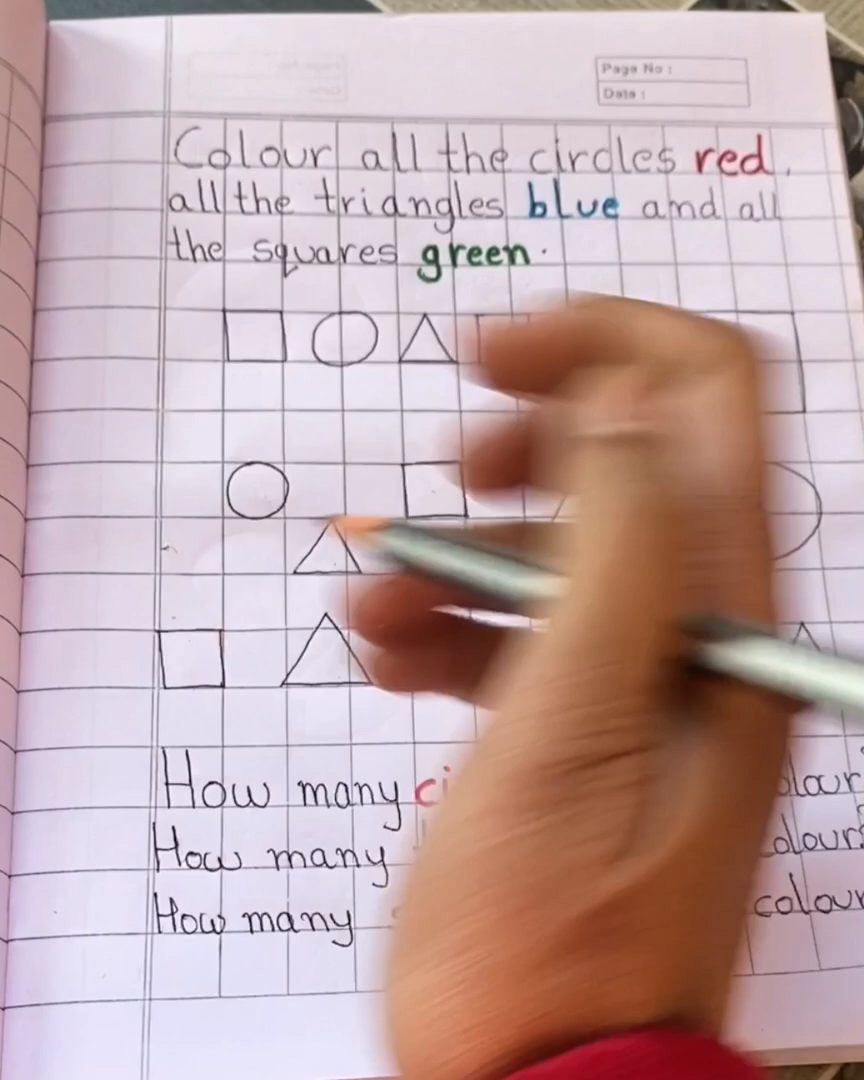 Page No :
Date :
Colour all the circles red,
all the triangles blue and all
the squares green.
How many
How many
How many colour